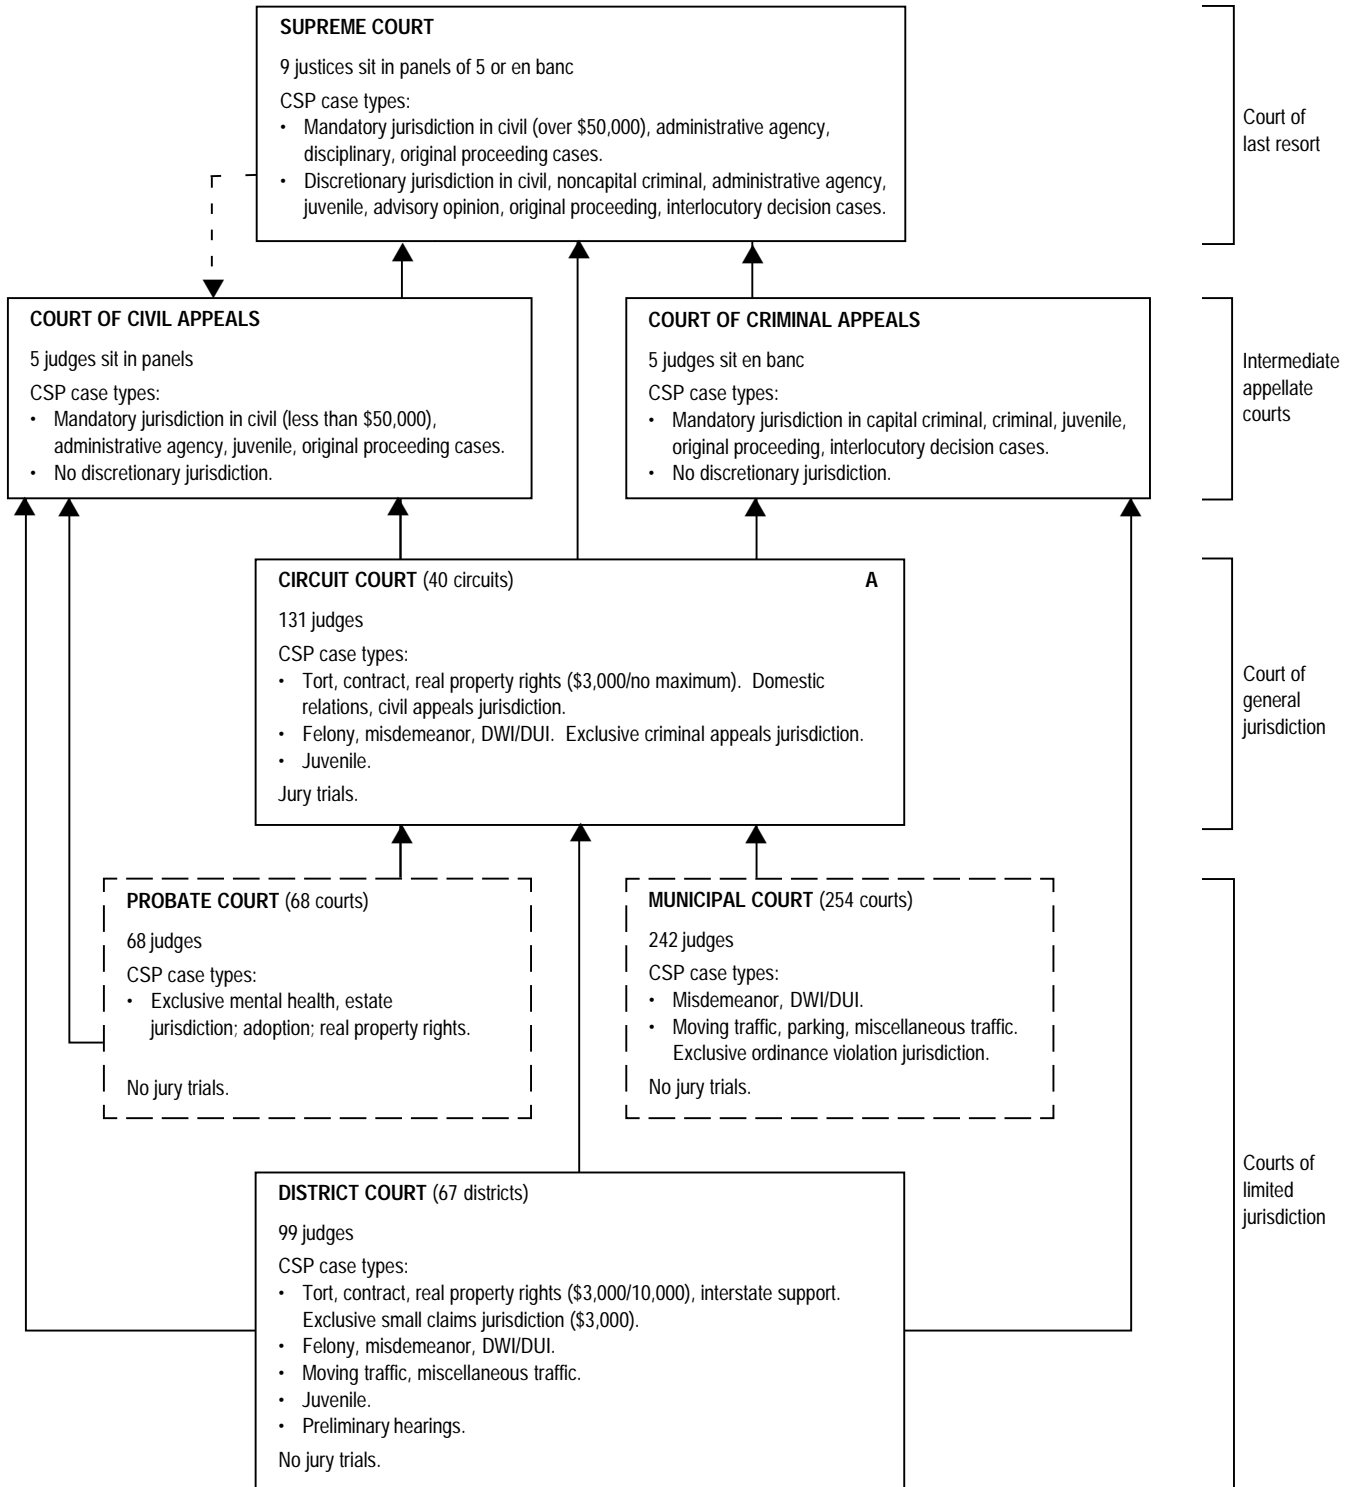 SUPREME COURT
9 justices sit in panels of 5 or en banc
CSP case types:
• Mandatory jurisdiction in civil (over $50,000), administrative agency,
disciplinary, original proceeding cases.
• Discretionary jurisdiction in civil, noncapital criminal, administrative agency,
juvenile, advisory opinion, original proceeding, interlocutory decision cases.
Court of
last resort
COURT OF CIVIL APPEALS
5 judges sit in panels
CSP case types:
• Mandatory jurisdiction in civil (less than $50,000),
administrative agency, juvenile, original proceeding cases.
• No discretionary jurisdiction.
COURT OF CRIMINAL APPEALS
5 judges sit en banc
CSP case types:
• Mandatory jurisdiction in capital criminal, criminal, juvenile,
original proceeding, interlocutory decision cases.
• No discretionary jurisdiction.
Intermediate
appellate
courts
CIRCUIT COURT (40 circuits) A
131 judges
CSP case types:
• Tort, contract, real property rights ($3,000/no maximum). Domestic
relations, civil appeals jurisdiction.
• Felony, misdemeanor, DWI/DUI. Exclusive criminal appeals jurisdiction.
• Juvenile.
Jury trials.
Court of
general
jurisdiction
PROBATE COURT (68 courts)
68 judges
CSP case types:
• Exclusive mental health, estate
jurisdiction; adoption; real property rights.
No jury trials.
MUNICIPAL COURT (254 courts)
242 judges
CSP case types:
• Misdemeanor, DWI/DUI.
• Moving traffic, parking, miscellaneous traffic.
Exclusive ordinance violation jurisdiction.
No jury trials.
DISTRICT COURT (67 districts)
99 judges
CSP case types:
• Tort, contract, real property rights ($3,000/10,000), interstate support.
Exclusive small claims jurisdiction ($3,000).
• Felony, misdemeanor, DWI/DUI.
• Moving traffic, miscellaneous traffic.
• Juvenile.
• Preliminary hearings.
No jury trials.
Courts of
limited
jurisdiction